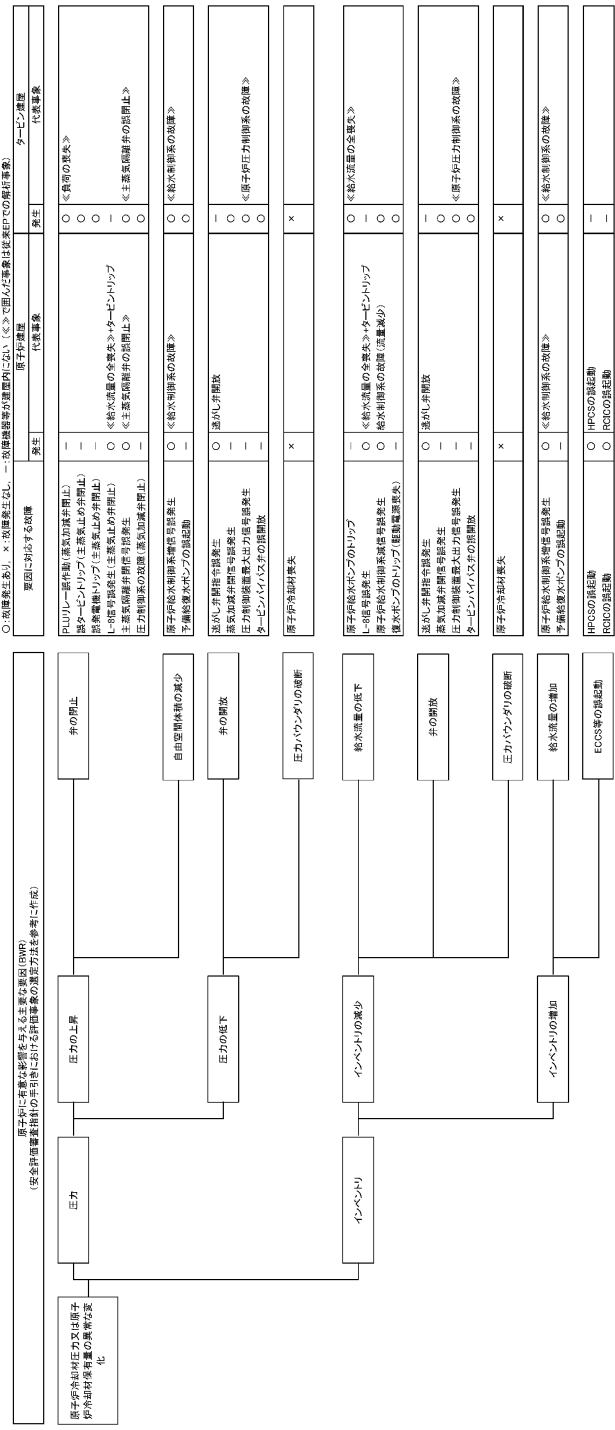 ○:故障発生あり、×:故障発生なし、－:故障機器等が建屋内にない (≪≫で囲んだ事象は従来EPでの解析事象)
原子炉に有意な影響を与える主要な要因(BWR)
(安全評価審査指針の手引きにおける評価事象の選定方法を参考に作成)
要因に対応する故障
原子炉建屋
タービン建屋
発生
代表事象
発生
代表事象
原子炉冷却材圧力又は原子
炉冷却材保有量の異常な変
化
圧力
圧力の上昇
弁の閉止
PLUリレー誤作動(蒸気加減弁閉止) － ○ ≪負荷の喪失≫
誤タービントリップ(主蒸気止め弁閉止) － ○
誤発電機トリップ(主蒸気止め弁閉止) － ○
L-8信号誤発生(主蒸気止め弁閉止) ○ ≪給水流量の全喪失≫+タービントリップ －
主蒸気隔離弁閉信号誤発生 ○ ≪主蒸気隔離弁の誤閉止≫ ○ ≪主蒸気隔離弁の誤閉止≫
圧力制御系の故障(蒸気加減弁閉止) － ○
自由空間体積の減少
原子炉給水制御系増信号誤発生 ○ ≪給水制御系の故障≫ ○ ≪給水制御系の故障≫
予備給復水ポンプの誤起動 － ○
圧力の低下
弁の開放
逃がし弁開指令誤発生 ○ 逃がし弁開放 －
蒸気加減弁開信号誤発生 － ○
圧力制御装置最大出力信号誤発生 － ○ ≪原子炉圧力制御系の故障≫
タービンバイパス弁の誤開放 － ○
圧力バウンダリの破断
原子炉冷却材喪失 × ×
インベントリ
インベントリの減少
給水流量の低下
原子炉給水ポンプのトリップ － ○ ≪給水流量の全喪失≫
L-8信号誤発生 ○ ≪給水流量の全喪失≫+タービントリップ －
原子炉給水制御系減信号誤発生 ○ 給水制御系の故障(流量減少) ○
復水ポンプのトリップ(駆動電源喪失) － ○
弁の開放
逃がし弁開指令誤発生 ○ 逃がし弁開放 －
蒸気加減弁開信号誤発生 － ○
圧力制御装置最大出力信号誤発生 － ○ ≪原子炉圧力制御系の故障≫
タービンバイパス弁の誤開放 － ○
圧力バウンダリの破断
原子炉冷却材喪失 × ×
インベントリの増加
給水流量の増加
原子炉給水制御系増信号誤発生 ○ ≪給水制御系の故障≫ ○ ≪給水制御系の故障≫
予備給復水ポンプの誤起動 － ○
ECCS等の誤起動
HPCSの誤起動 ○ HPCSの誤起動 －
RCICの誤起動 ○ RCICの誤起動 －